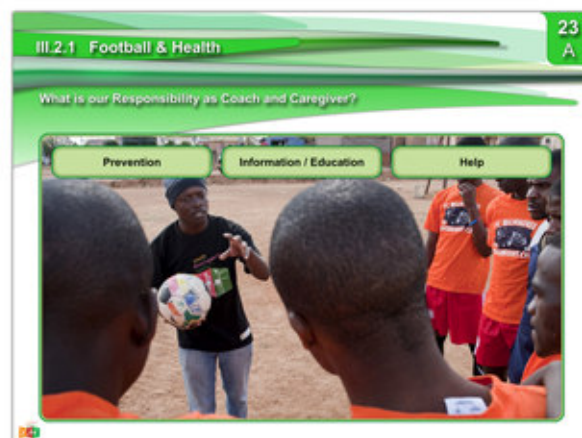 III.2.1 Football & Health
23
A
What is our Responsibility as Coach and Caregiver?
Prevention
Information / Education
Help